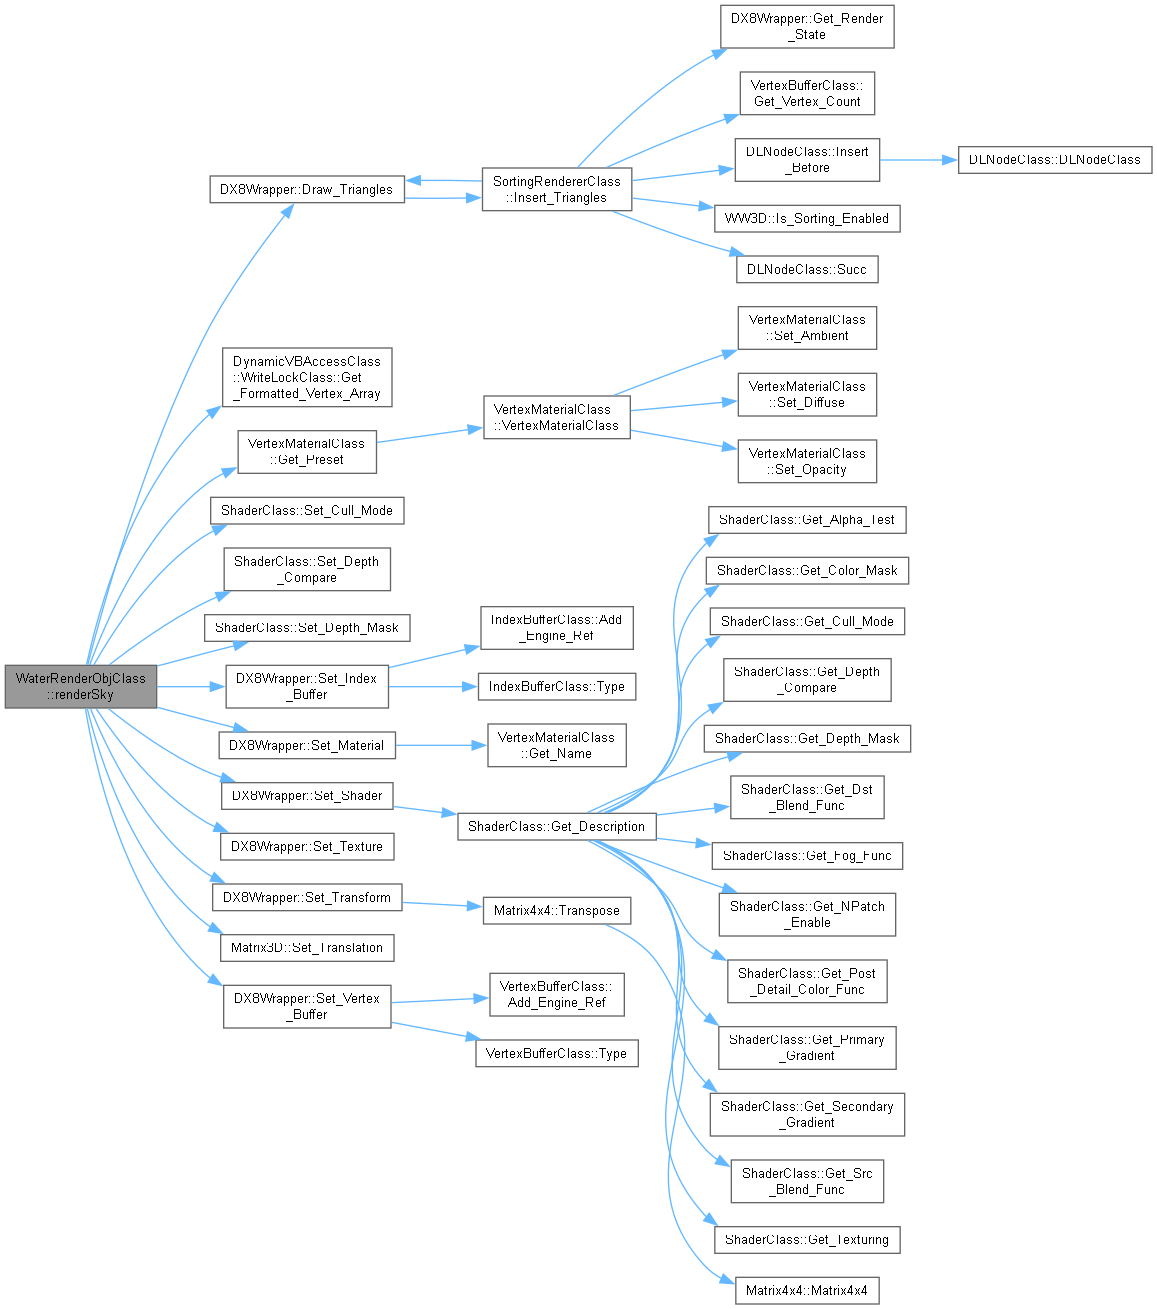 WaterRenderObjClass
::renderSky
DX8Wrapper::Draw_Triangles
DynamicVBAccessClass
::WriteLockClass::Get
_Formatted_Vertex_Array
VertexMaterialClass
::Get_Preset
ShaderClass::Set_Cull_Mode
ShaderClass::Set_Depth
_Compare
ShaderClass::Set_Depth_Mask
DX8Wrapper::Set_Index
_Buffer
DX8Wrapper::Set_Material
DX8Wrapper::Set_Shader
DX8Wrapper::Set_Texture
DX8Wrapper::Set_Transform
Matrix3D::Set_Translation
DX8Wrapper::Set_Vertex
_Buffer
SortingRendererClass
::Insert_Triangles
VertexMaterialClass
::VertexMaterialClass
IndexBufferClass::Add
_Engine_Ref
IndexBufferClass::Type
VertexMaterialClass
::Get_Name
ShaderClass::Get_Description
Matrix4x4::Transpose
VertexBufferClass::
Add_Engine_Ref
VertexBufferClass::Type
DX8Wrapper::Get_Render
_State
VertexBufferClass::
Get_Vertex_Count
DLNodeClass::Insert
_Before
WW3D::Is_Sorting_Enabled
DLNodeClass::Succ
VertexMaterialClass
::Set_Ambient
VertexMaterialClass
::Set_Diffuse
VertexMaterialClass
::Set_Opacity
ShaderClass::Get_Alpha_Test
ShaderClass::Get_Color_Mask
ShaderClass::Get_Cull_Mode
ShaderClass::Get_Depth
_Compare
ShaderClass::Get_Depth_Mask
ShaderClass::Get_Dst
_Blend_Func
ShaderClass::Get_Fog_Func
ShaderClass::Get_NPatch
_Enable
ShaderClass::Get_Post
_Detail_Color_Func
ShaderClass::Get_Primary
_Gradient
ShaderClass::Get_Secondary
_Gradient
ShaderClass::Get_Src
_Blend_Func
ShaderClass::Get_Texturing
Matrix4x4::Matrix4x4
DLNodeClass::DLNodeClass